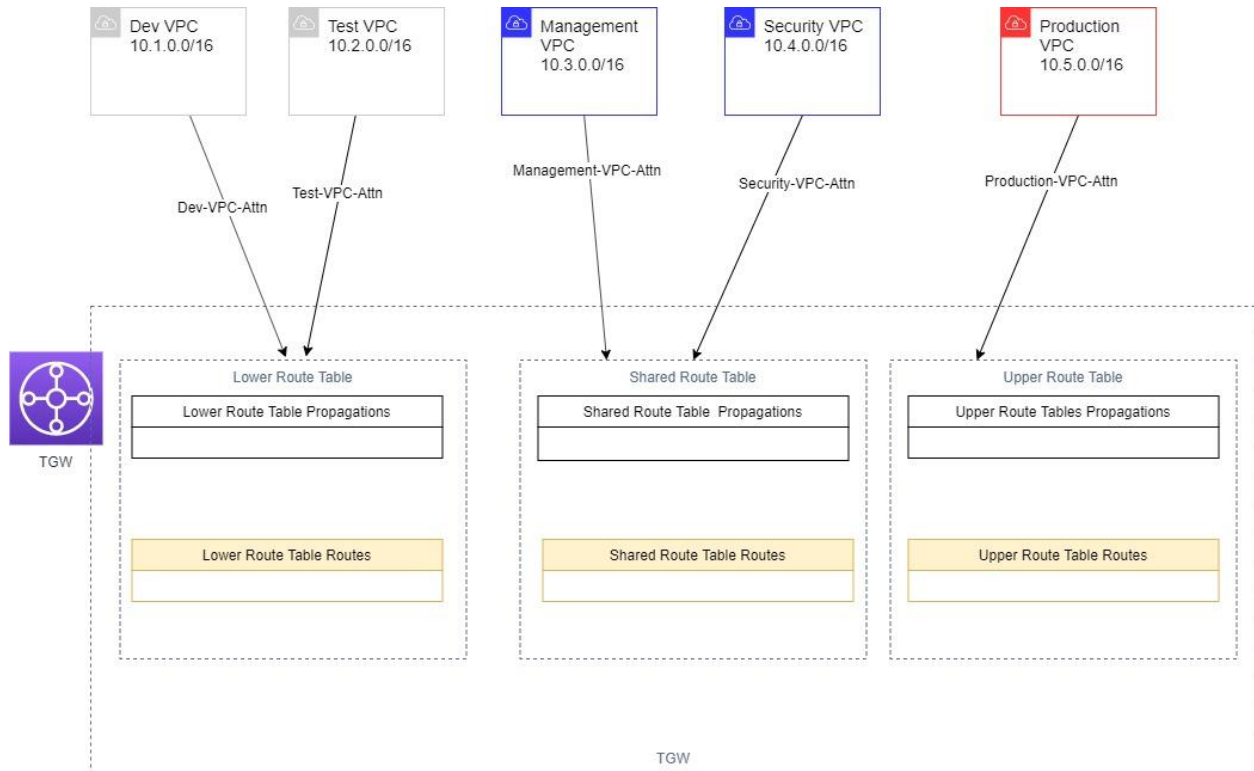 Dev VPC
10.1.0.0/16
Test VPC
10.2.0.0/16
Management
VPC
10.3.0.0/16
Security VPC
10.4.0.0/16
Production
VPC
10.5.0.0/16
Dev-VPC-Attn
Test-VPC-Attn
Management-VPC-Attn
Security-VPC-Attn
Production-VPC-Attn
TGW
Lower Route Table
Lower Route Table Propagations
Lower Route Table Routes
Shared Route Table
Shared Route Table Propagations
Shared Route Table Routes
Upper Route Table
Upper Route Tables Propagations
Upper Route Table Routes
TGW